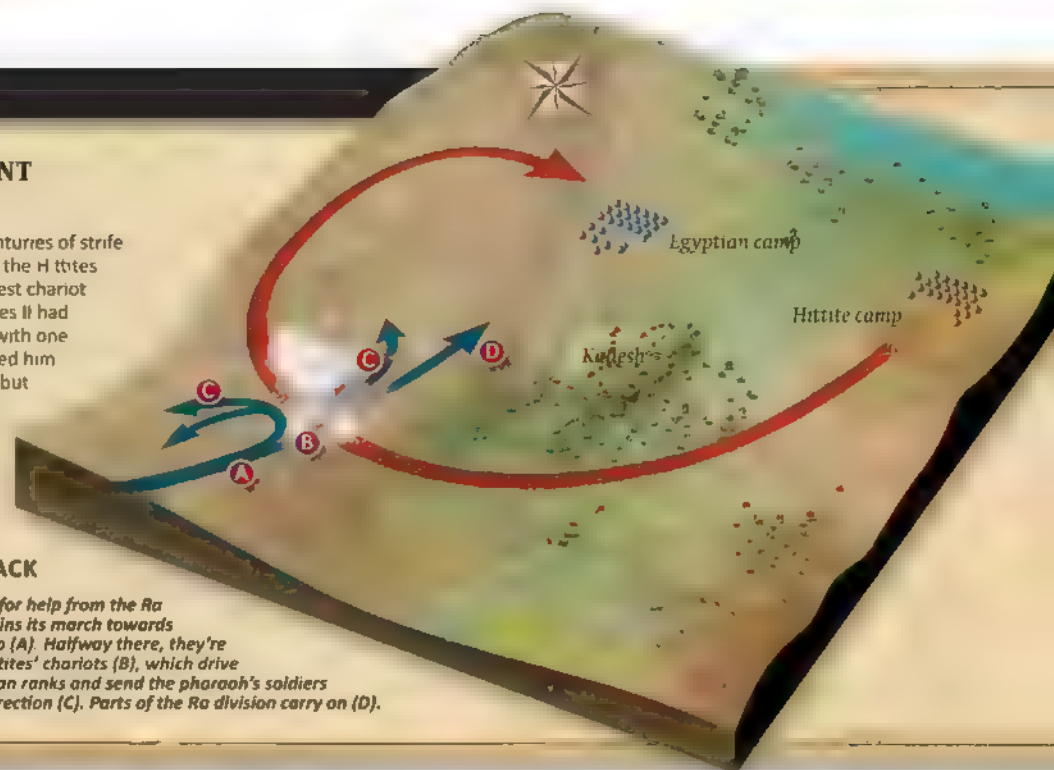 NT
nturies of strife
the H ttites
est chariot
es II had
with one
ed him
but
Egyptian camp
Hittite camp
Kadesh
C
D
C
B
A
ACK
for help from the Ra
ins its march towards
p (A). Halfway there, they're
tites' chariots (B), which drive
an ranks and send the pharaoh's soldiers
rection (C). Parts of the Ra division carry on (D).